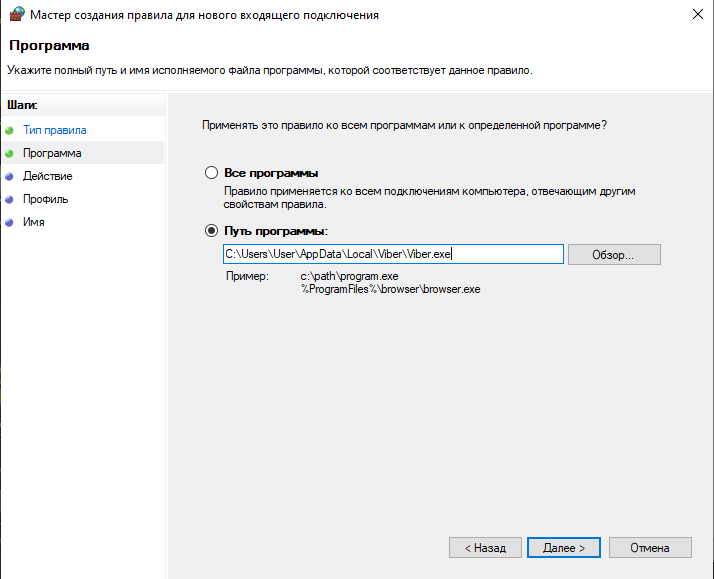 Мастер создания правила для нового входящего подключения
Программа
Укажите полный путь и имя исполняемого файла программы, которой соответствует данное правило.
Шаги:
Тип правила
Программа
Действие
Профиль
Имя
Применять это правило ко всем программам или к определенной программе?
Все программы
Правило применяется ко всем подключениям компьютера, отвечающим другим
свойствам правила.
Путь программы:
C:\Users\User\AppData\Local\Viber\Viber.exe
Обзор...
Пример: c:\path\program.exe
%ProgramFiles%\browser\browser.exe
< Назад
Далее >
Отмена